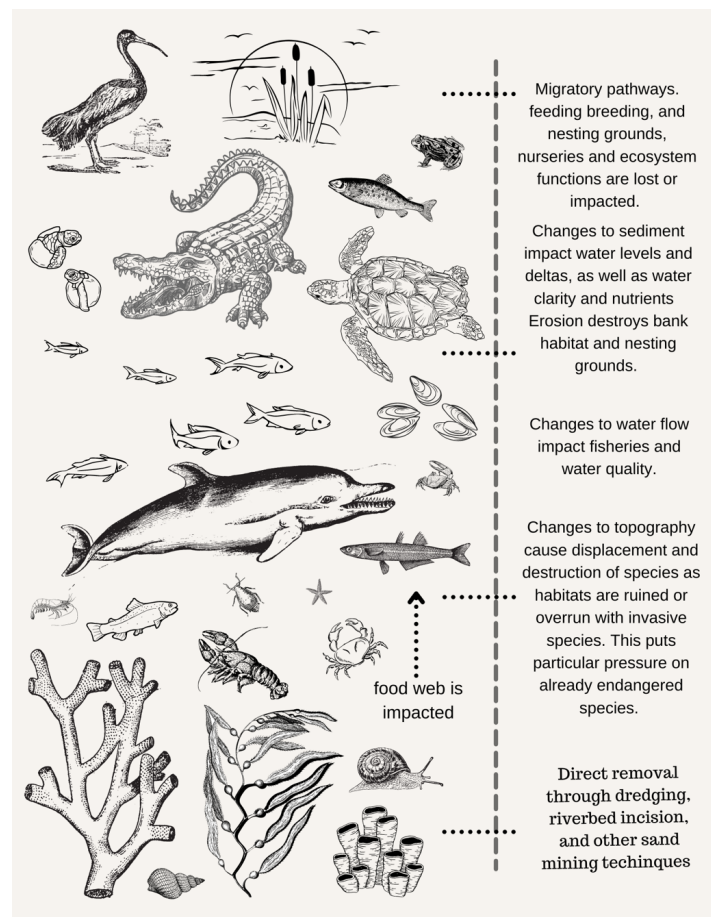 Migratory pathways.
feeding breeding, and
nesting grounds,
nurseries and ecosystem
functions are lost or
impacted.
Changes to sediment
impact water levels and
deltas, as well as water
clarity and nutrients
Erosion destroys bank
habitat and nesting
grounds.
Changes to water flow
impact fisheries and
water quality.
Changes to topography
cause displacement and
destruction of species as
habitats are ruined or
overrun with invasive
species. This puts
particular pressure on
already endangered
species.
food web is
impacted
Direct removal
through dredging,
riverbed incision,
and other sand
mining techinques